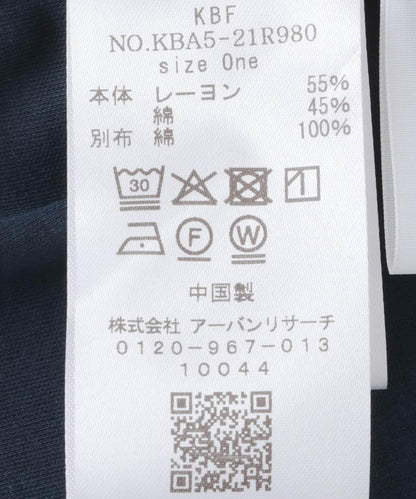 KBF
NO.KBA5-21R980
size One
本体 レーヨン 55%
綿 45%
別布 綿 100%
30
F W
中国製
株式会社 アーバンリサーチ
0120-967-013
10044